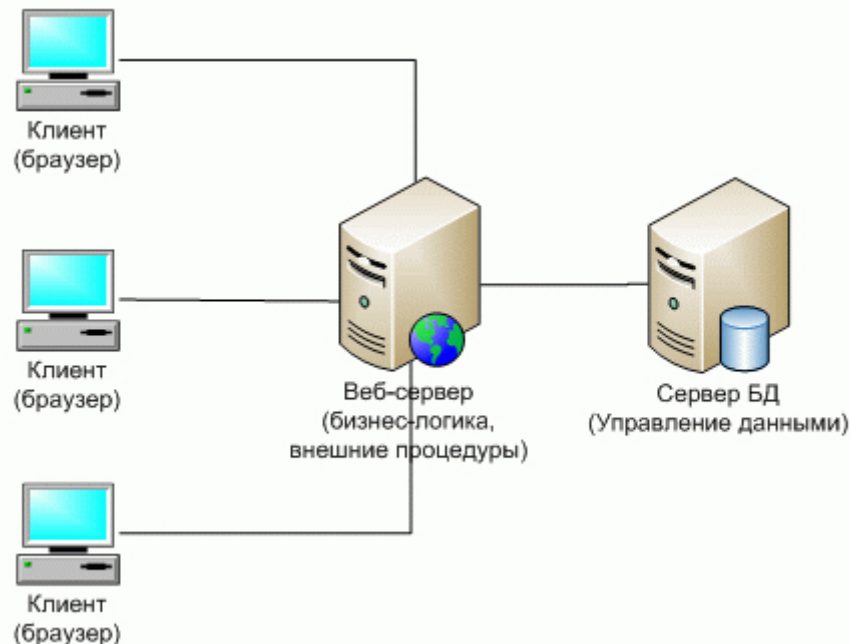 Клиент
(браузер)
Клиент
(браузер)
Веб-сервер
(бизнес-логика,
внешние процедуры)
Сервер БД
(Управление данными)
Клиент
(браузер)